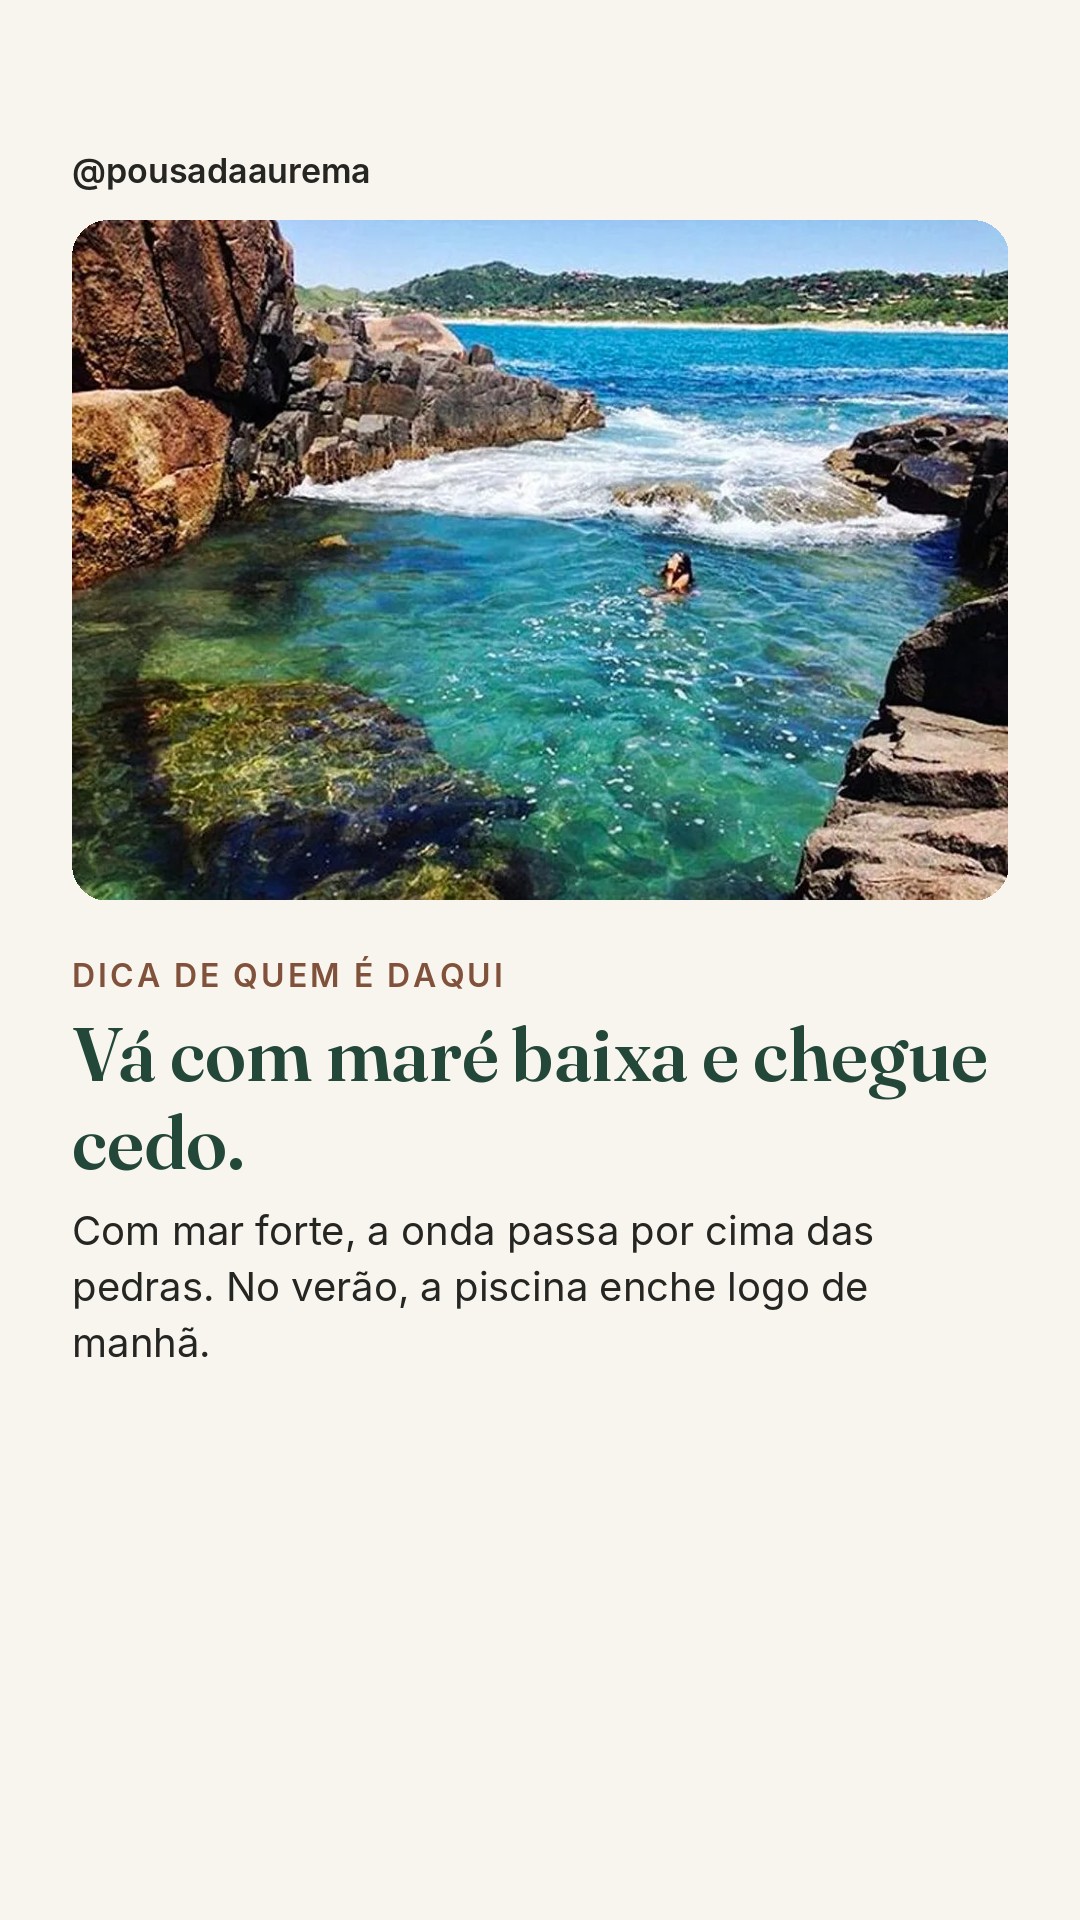 @pousadaaurema
DICA DE QUEM É DAQUI
Vá com maré baixa e chegue
cedo.
Com mar forte, a onda passa por cima das
pedras. No verão, a piscina enche logo de
manhã.